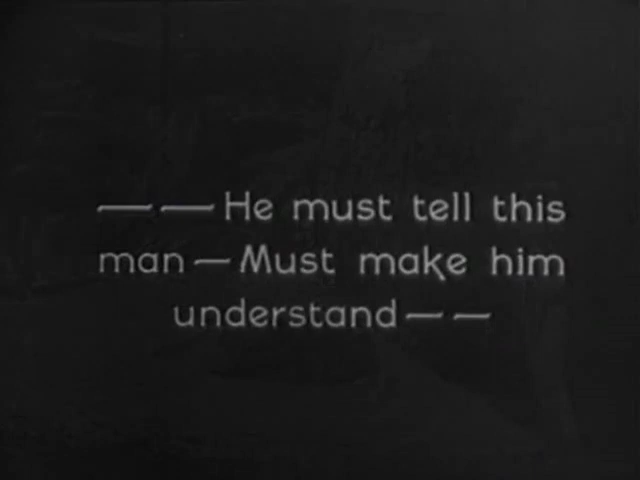 — — He must tell this
man — Must make him
understand — —